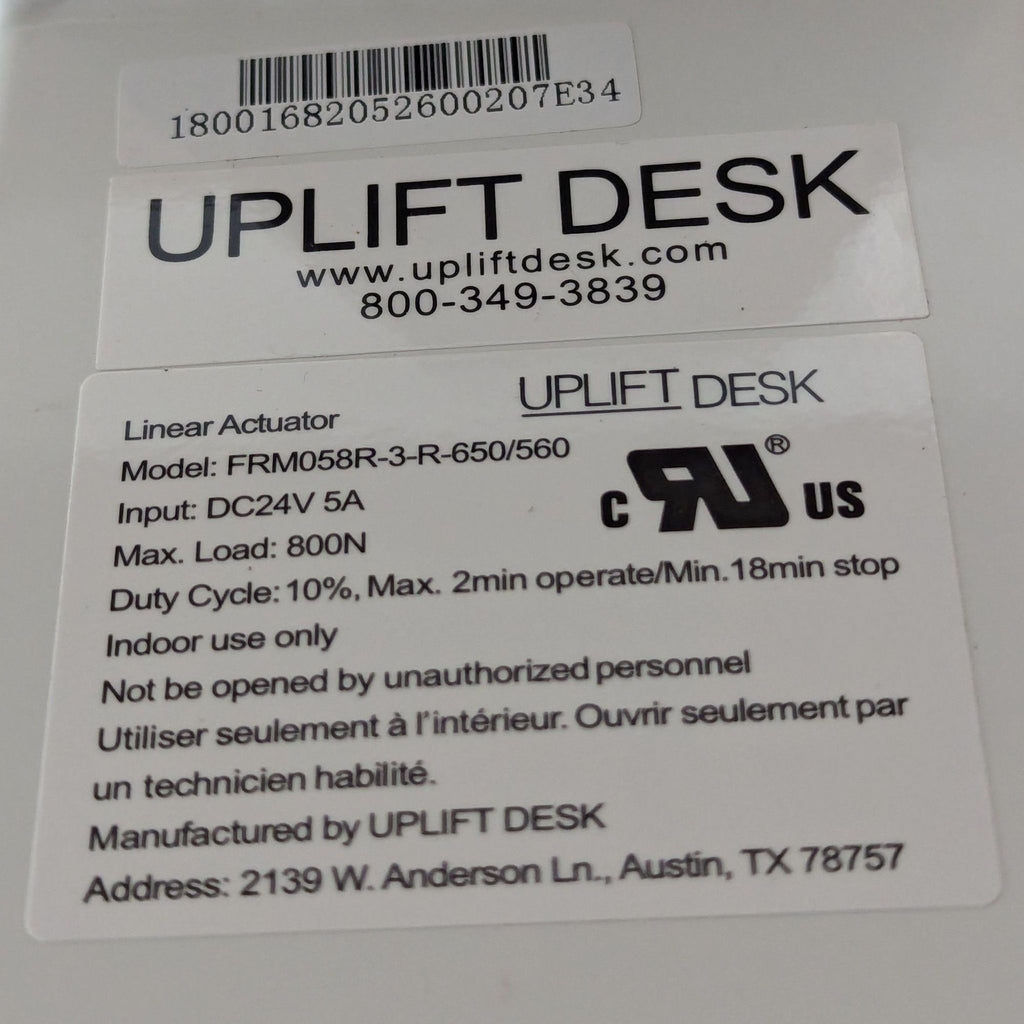 18001682052600207E34
UPLIFT DESK
www.upliftdesk.com
800-349-3839
UPLIFT DESK
Linear Actuator
Model: FRM058R-3-R-650/560
Input: DC24V 5A
Max. Load: 800N
C RU® US
Duty Cycle: 10%, Max. 2min operate/Min.18min stop
Indoor use only
Not be opened by unauthorized personnel
Utiliser seulement à l'intérieur. Ouvrir seulement par
un technicien habilité.
Manufactured by UPLIFT DESK
Address: 2139 W. Anderson Ln., Austin, TX 78757